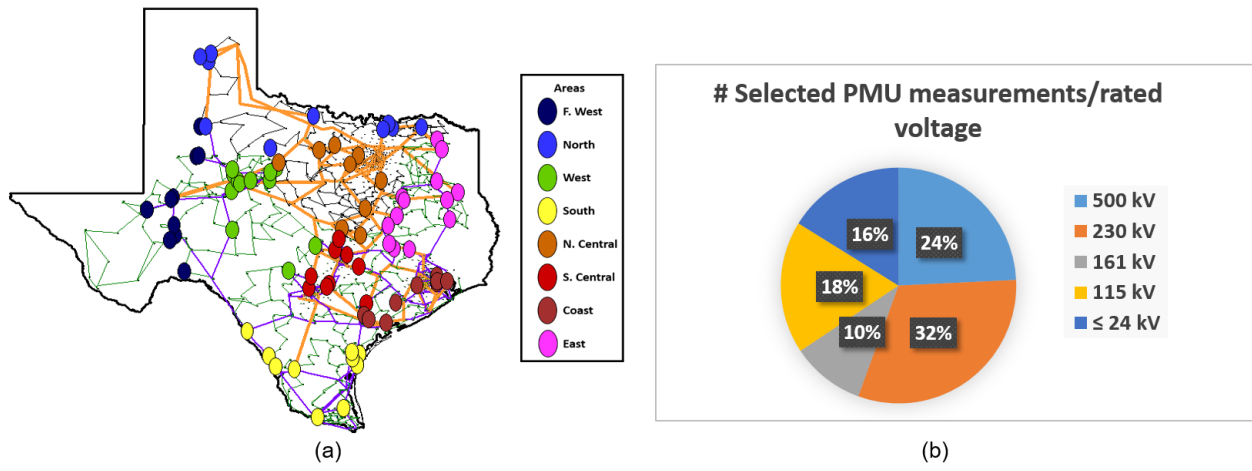 Areas
F. West
North
West
South
N. Central
S. Central
Coast
East
(a)
# Selected PMU measurements/rated
voltage
24%
32%
10%
18%
16%
500 kV
230 kV
161 kV
115 kV
≤ 24 kV
(b)